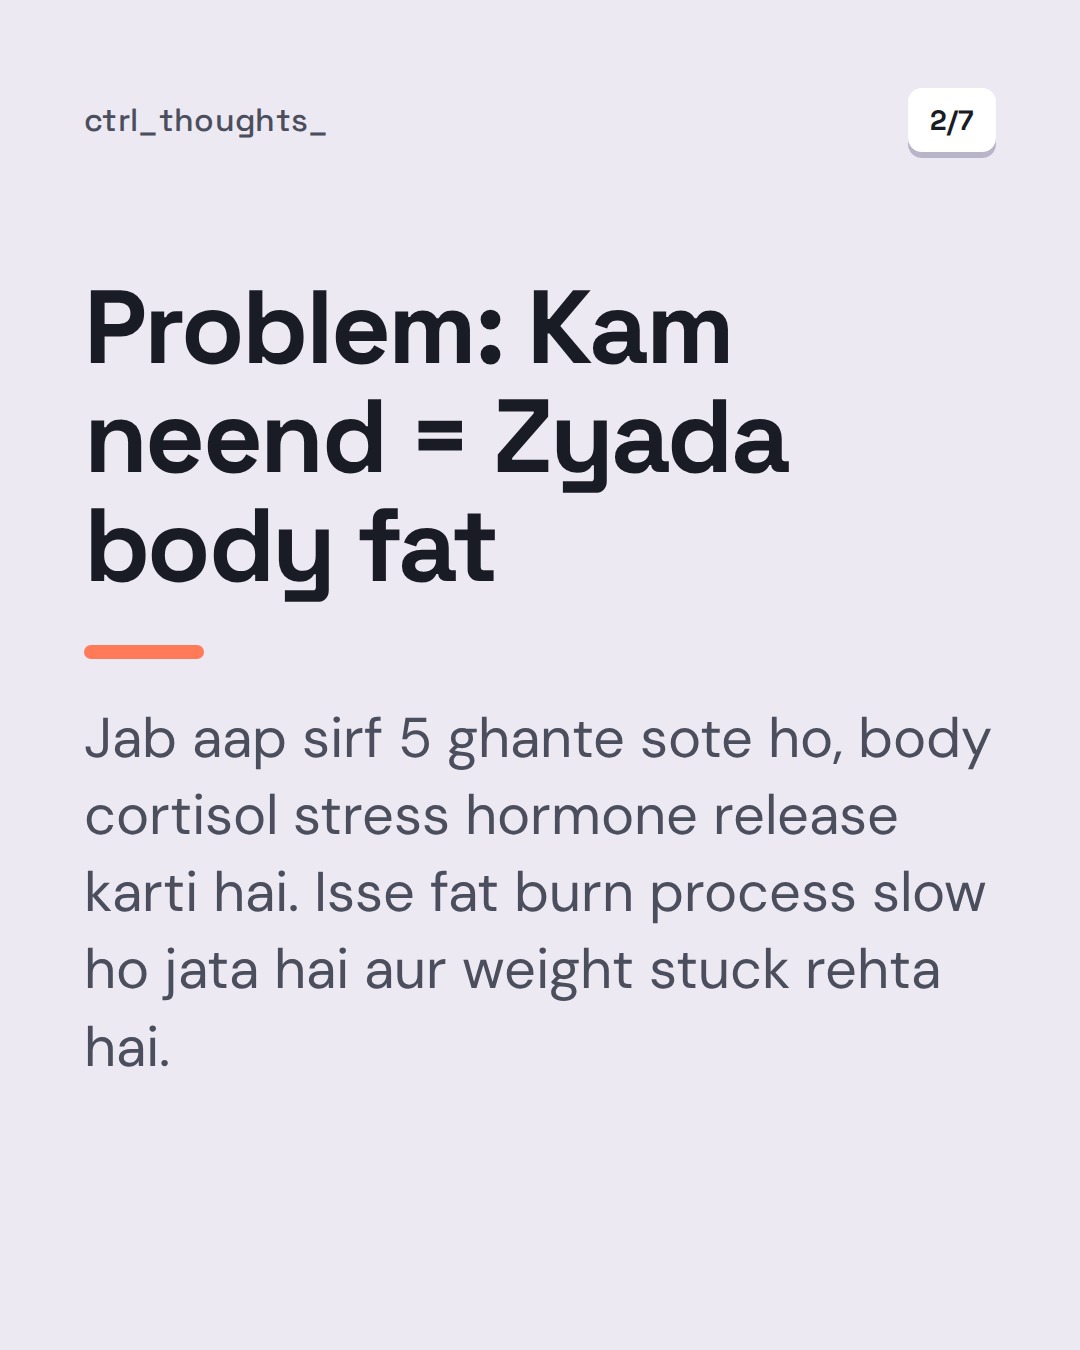 ctrl_thoughts_
2/7
Problem: Kam
neend = Zyada
body fat
Jab aap sirf 5 ghante sote ho, body
cortisol stress hormone release
karti hai. Isse fat burn process slow
ho jata hai aur weight stuck rehta
hai.